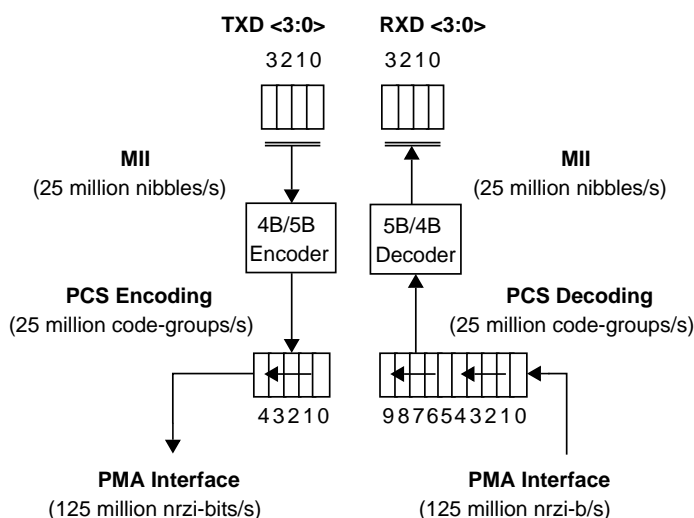 TXD <3:0> RXD <3:0>
3210 3210
MII MII
(25 million nibbles/s) (25 million nibbles/s)
4B/5B 5B/4B
Encoder Decoder
PCS Encoding PCS Decoding
(25 million code-groups/s) (25 million code-groups/s)
43210 9876543210
PMA Interface PMA Interface
(125 million nrzi-bits/s) (125 million nrzi-b/s)